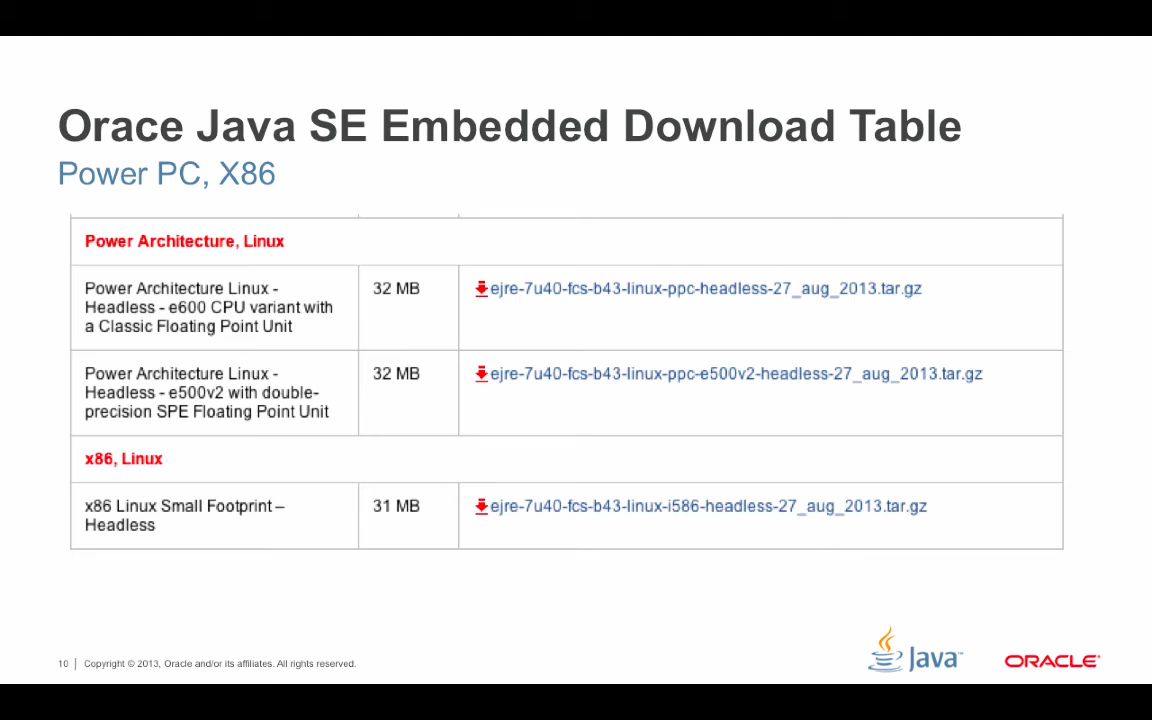 Orace Java SE Embedded Download Table
Power PC, X86
Power Architecture, Linux
Power Architecture Linux -
Headless - e600 CPU variant with
a Classic Floating Point Unit
32 MB
ejre-7u40-fcs-b43-linux-ppc-headless-27_aug_2013.tar.gz
Power Architecture Linux -
Headless - e500v2 with double-
precision SPE Floating Point Unit
32 MB
ejre-7u40-fcs-b43-linux-ppc-e500v2-headless-27_aug_2013.tar.gz
x86, Linux
x86 Linux Small Footprint –
Headless
31 MB
ejre-7u40-fcs-b43-linux-i586-headless-27_aug_2013.tar.gz
10 | Copyright © 2013, Oracle and/or its affiliates. All rights reserved.
Java™
ORACLE®